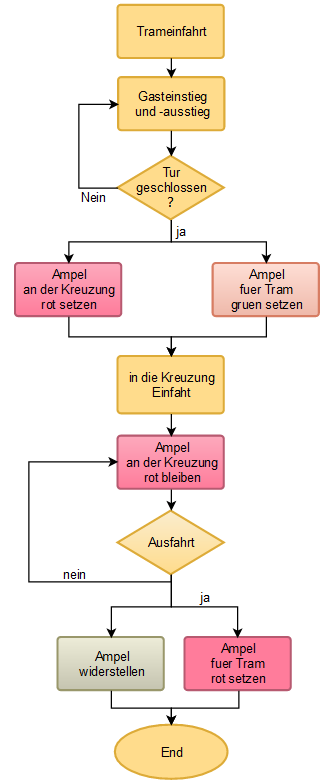 Trameinfahrt
Gasteinstieg
und -ausstieg
Tur
geschlossen
?
Nein
ja
Ampel
an der Kreuzung
rot setzen
Ampel
fuer Tram
gruen setzen
in die Kreuzung
Einfaht
Ampel
an der Kreuzung
rot bleiben
Ausfahrt
nein
ja
Ampel
widerstellen
Ampel
fuer Tram
rot setzen
End